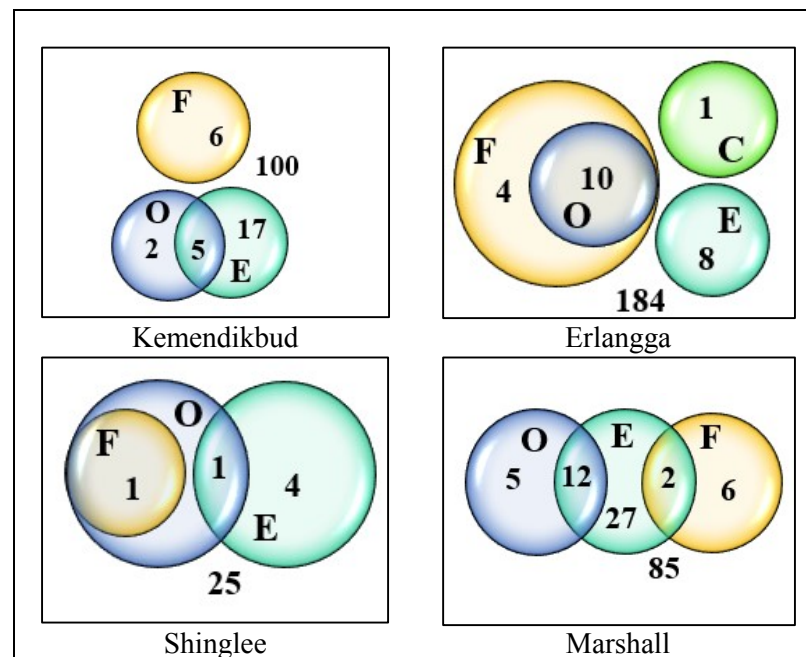 F
6
100
O
2 5 17
E
Kemendikbud
F
4
10
O
1
C
E
8
184
Erlangga
F
1
O
1 4
E
25
Shinglee
O E F
5 12 2 6
27
85
Marshall